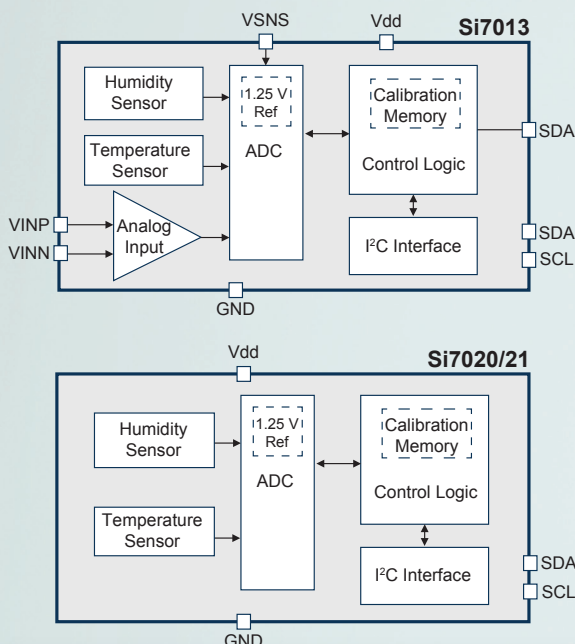 VSNS
Vdd
Si7013
Humidity
Sensor
1.25 V
Ref
ADC
Calibration
Memory
Control Logic
SDA
Temperature
Sensor
VINP
VINN
Analog
Input
I²C Interface
SDA
SCL
GND
Vdd
Si7020/21
Humidity
Sensor
1.25 V
Ref
ADC
Calibration
Memory
Control Logic
Temperature
Sensor
I²C Interface
SDA
SCL
GND